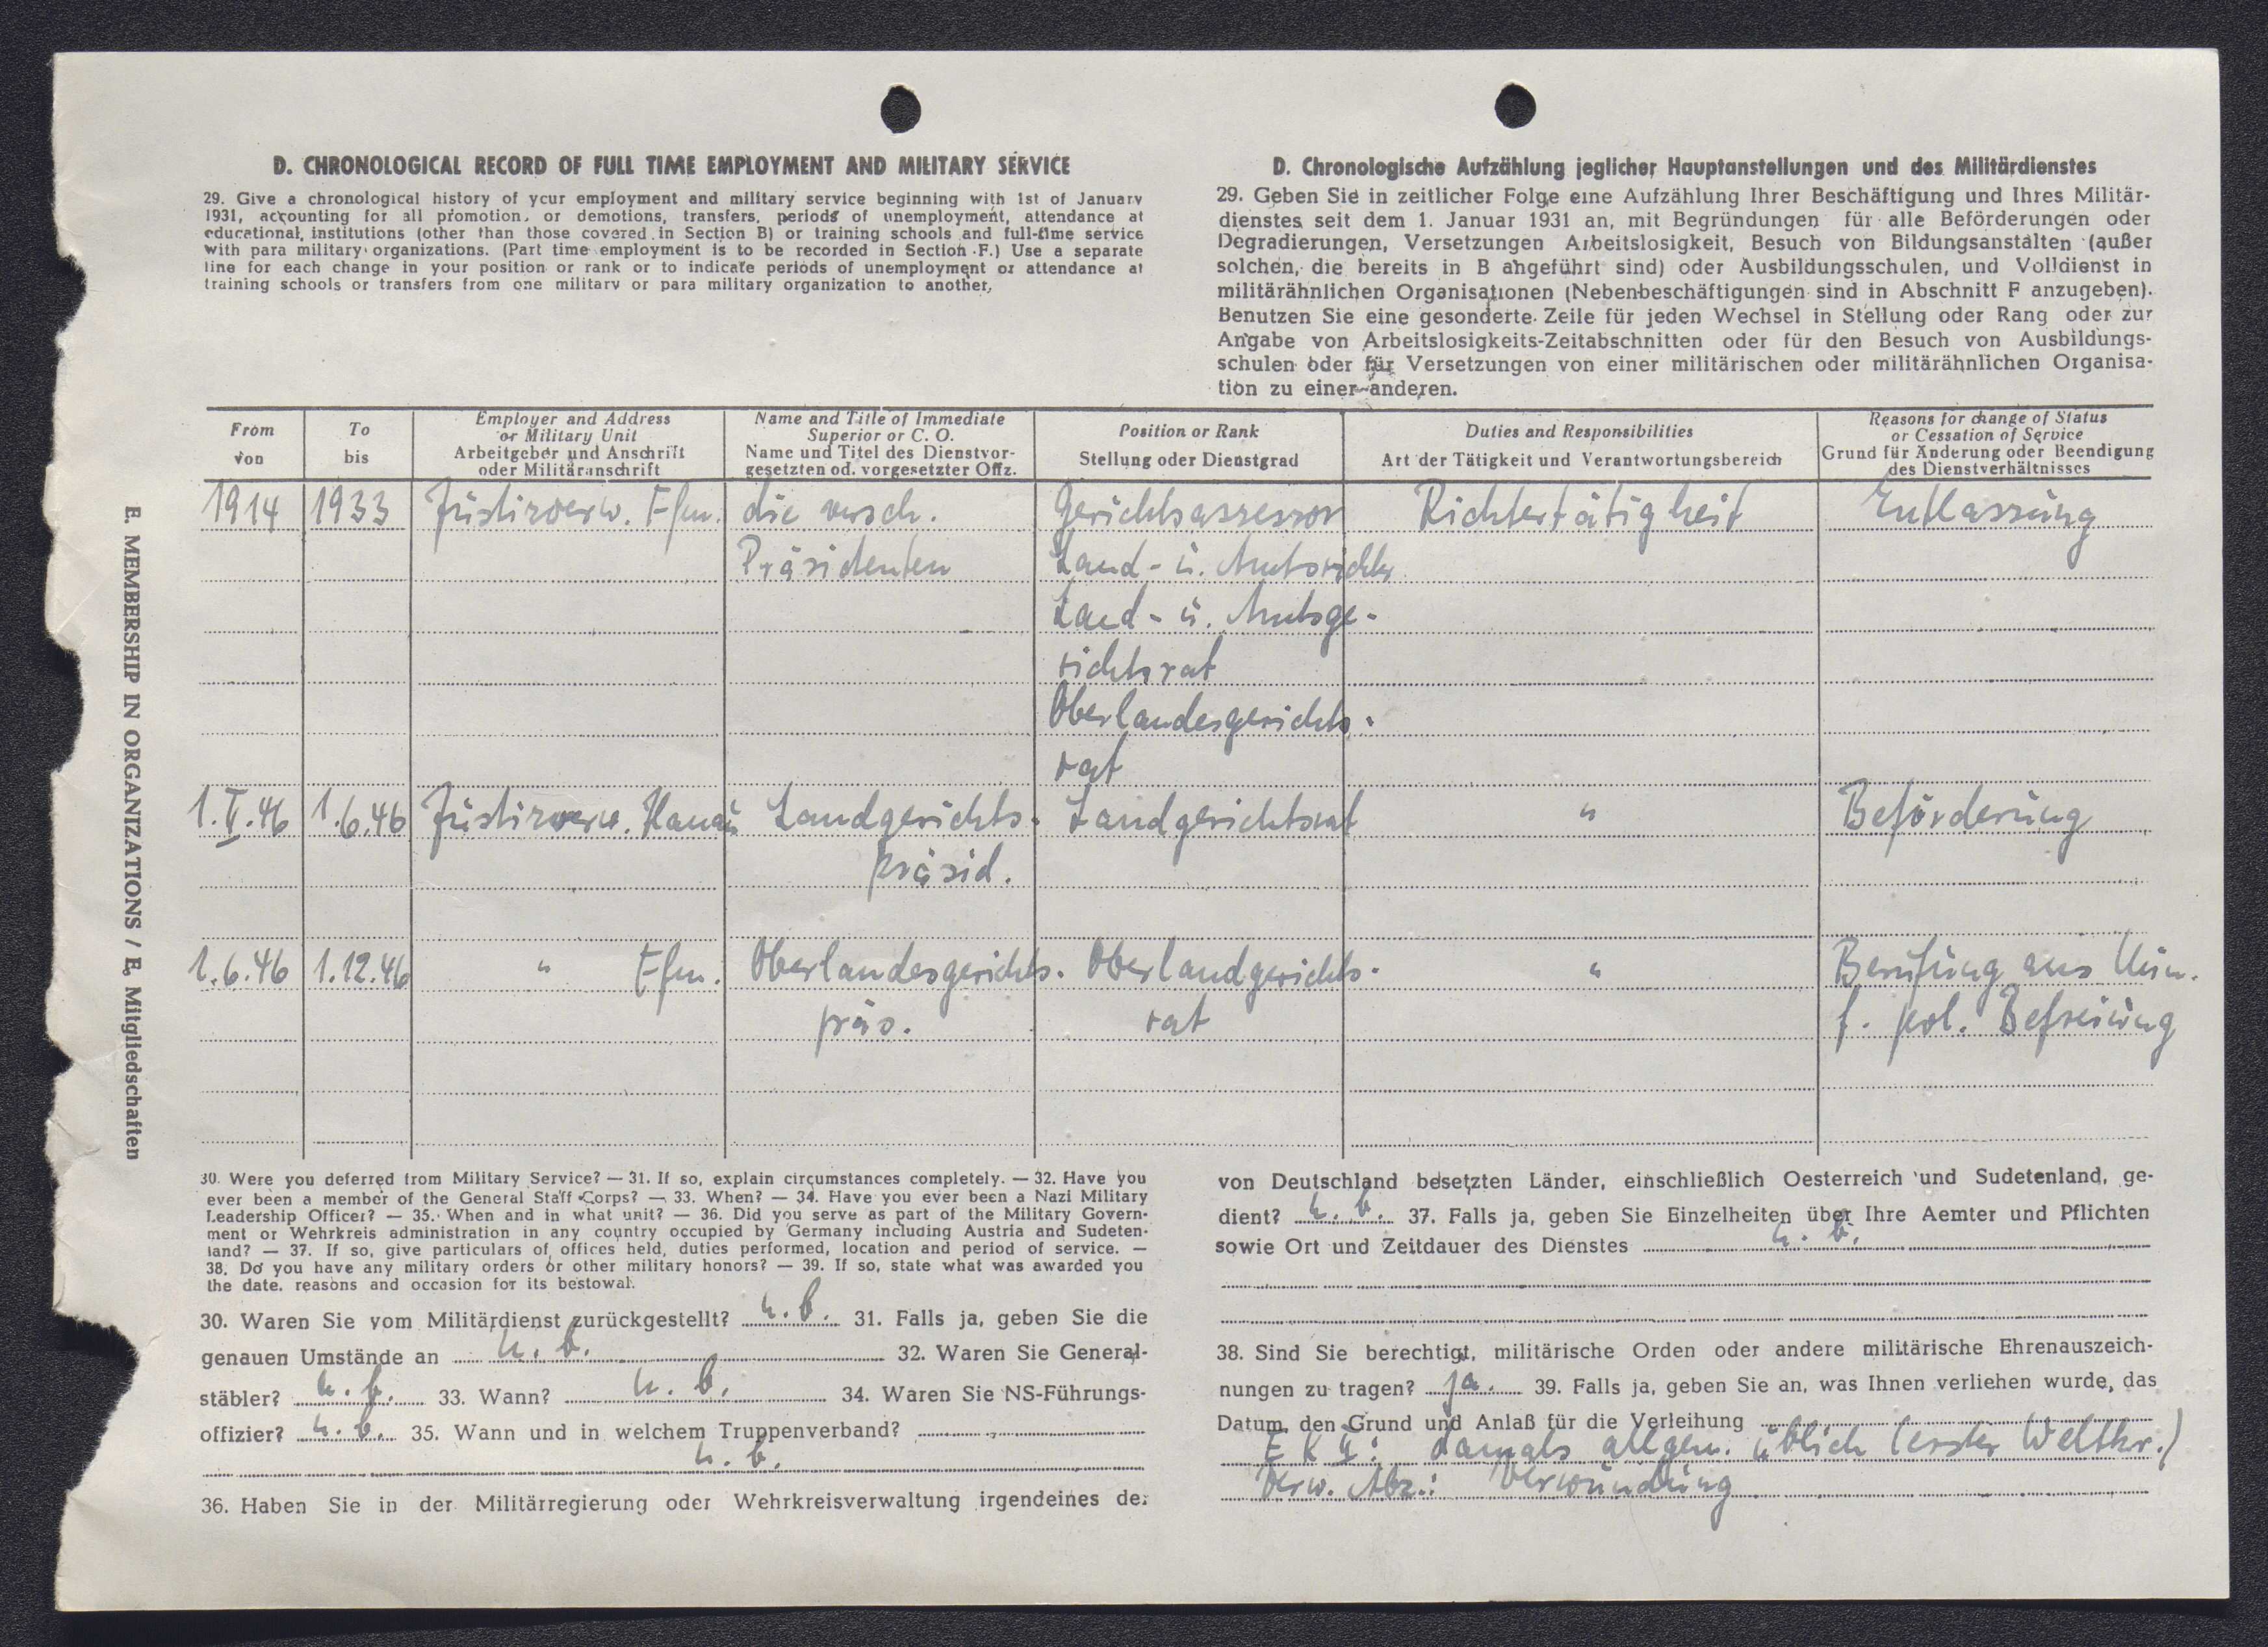 D. CHRONOLOGICAL RECORD OF FULL TIME EMPLOYMENT AND MILITARY SERVICE
29. Give a chronological history of ycur employment and military service beginning with 1st of January
1931, accounting for all promotion, or demotions, transfers, periods of unemployment, attendance at
educational, institutions (other than those covered in Section B) or training schools and full-time service
with para military organizations. (Part time employment is to be recorded in Section F.) Use a separate
line for each change in your position or rank or to indicate periods of unemployment or attendance at
training schools or transfers from one military or para military organization to another,
D. Chronologische Aufzählung jeglicher Hauptanstellungen und des Militärdienstes
29. Geben Sie in zeitlicher Folge eine Aufzählung Ihrer Beschäftigung und Ihres Militär-
dienstes seit dem 1. Januar 1931 an, mit Begründungen für alle Beförderungen oder
Degradierungen, Versetzungen Arbeitslosigkeit, Besuch von Bildungsanstalten (außer
solchen, die bereits in B angeführt sind) oder Ausbildungsschulen, und Volldienst in
militärähnlichen Organisationen (Nebenbeschäftigungen sind in Abschnitt F anzugeben).
Benutzen Sie eine gesonderte Zeile für jeden Wechsel in Stellung oder Rang oder zur
Angabe von Arbeitslosigkeits-Zeitabschnitten oder für den Besuch von Ausbildungs-
schulen oder für Versetzungen von einer militärischen oder militärähnlichen Organisa-
tion zu einer anderen.
From
von
To
bis
Employer and Address
or Military Unit
Arbeitgeber und Anschrift
oder Militäranschrift
Name and Title of Immediate
Superior or C. O.
Name und Titel des Dienstvor-
gesetzten od. vorgesetzter Offz.
Position or Rank
Stellung oder Dienstgrad
Duties and Responsibilities
Art der Tätigkeit und Verantwortungsbereich
Reasons for change of Status
or Cessation of Service
Grund für Änderung oder Beendigung
des Dienstverhältnisses
1914 1933 Justizverw. Ffm. die versch. Gerichtsassessor Richtertätigkeit Entlassung
Präsidenten Land- u. Amtsrichter
Land- u. Amtsge-
richtsrat
Oberlandesgerichts-
rat
1.V.46 1.6.46 Justizverw. Hanau Landgerichts- Landgerichtsrat " Beförderung
präsid.
1.6.46 1.12.46 " Ffm. Oberlandesgerichts- Oberlandgerichts- " Berufung ans Min.
präs. rat f. pol. Befreiung
E. MEMBERSHIP IN ORGANIZATIONS / E. Mitgliedschaften
30. Were you deferred from Military Service? — 31. If so, explain circumstances completely. — 32. Have you
ever been a member of the General Staff Corps? — 33. When? — 34. Have you ever been a Nazi Military
Leadership Officer? — 35. When and in what unit? — 36. Did you serve as part of the Military Govern-
ment or Wehrkreis administration in any country occupied by Germany including Austria and Sudeten-
land? — 37. If so, give particulars of offices held, duties performed, location and period of service. —
38. Do you have any military orders or other military honors? — 39. If so, state what was awarded you
the date. reasons and occasion for its bestowal.
30. Waren Sie vom Militärdienst zurückgestellt? n. b. 31. Falls ja, geben Sie die
genauen Umstände an n. b. 32. Waren Sie General-
stäbler? n. b. 33. Wann? n. b. 34. Waren Sie NS-Führungs-
offizier? n. b. 35. Wann und in welchem Truppenverband?
n. b.
36. Haben Sie in der Militärregierung oder Wehrkreisverwaltung irgendeines der
von Deutschland besetzten Länder, einschließlich Oesterreich und Sudetenland, ge-
dient? n. b. 37. Falls ja, geben Sie Einzelheiten über Ihre Aemter und Pflichten
sowie Ort und Zeitdauer des Dienstes n. b.
38. Sind Sie berechtigt, militärische Orden oder andere militärische Ehrenauszeich-
nungen zu tragen? ja. 39. Falls ja, geben Sie an, was Ihnen verliehen wurde, das
Datum, den Grund und Anlaß für die Verleihung
E K II: damals allgem. üblich (erster Weltkr.)
Verw. Abz.: Verwundung